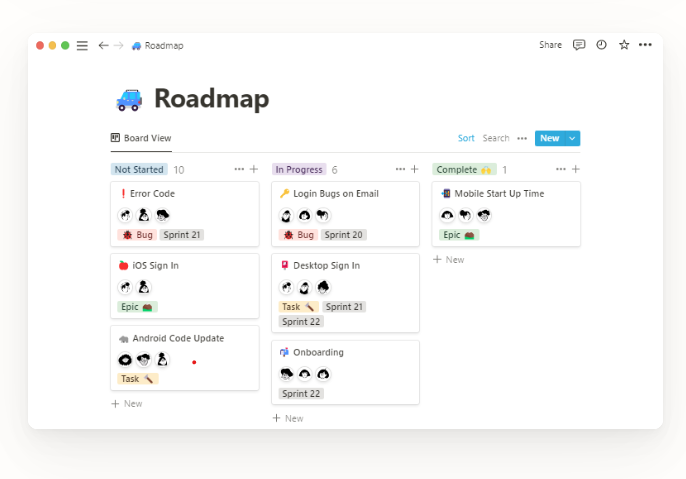 Roadmap
Share
Roadmap
Board View
Sort Search New
Not Started 10
Error Code
Bug Sprint 21
iOS Sign In
Epic
Android Code Update
Task
+ New
In Progress 6
Login Bugs on Email
Bug Sprint 20
Desktop Sign In
Task Sprint 21
Sprint 22
Onboarding
Sprint 22
+ New
Complete 1
Mobile Start Up Time
Epic
+ New